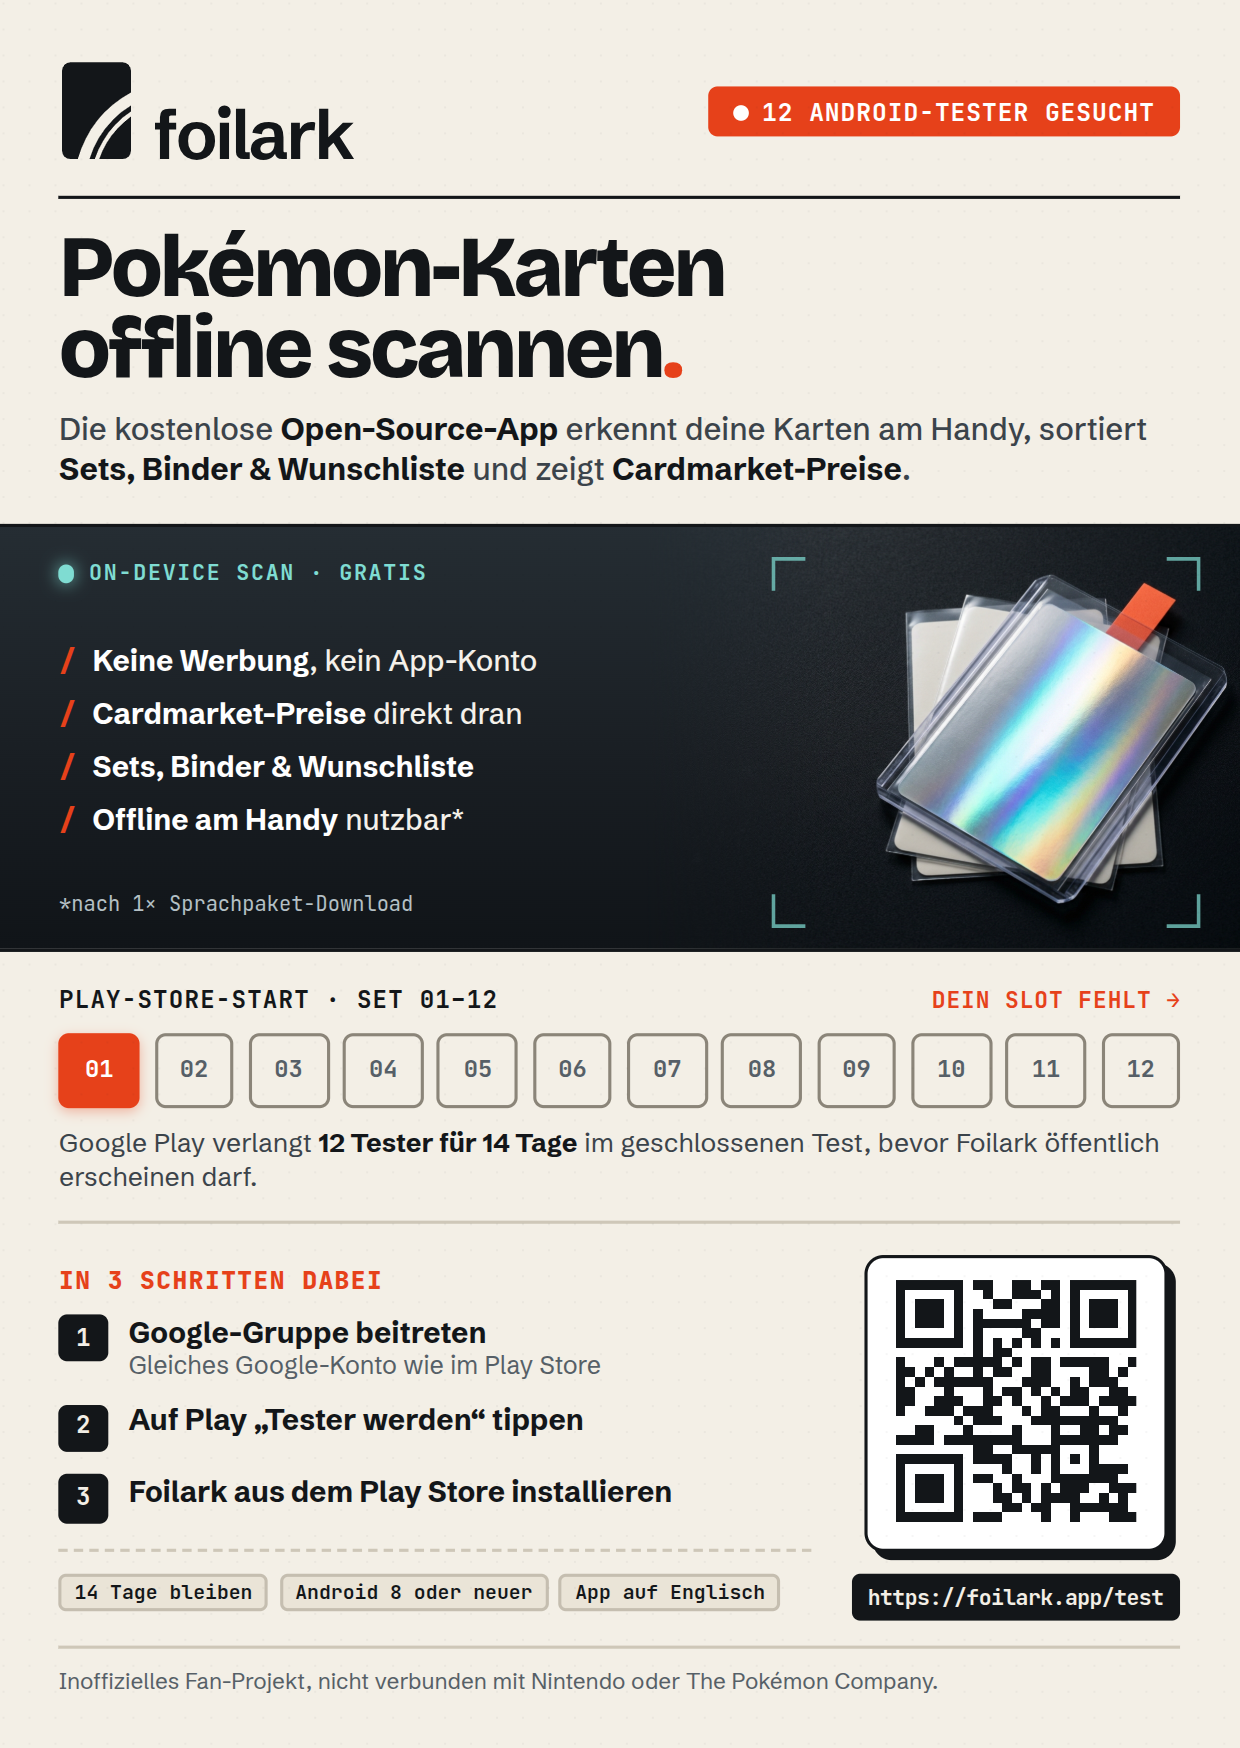 foilark
12 ANDROID-TESTER GESUCHT
Pokémon-Karten
offline scannen.
Die kostenlose Open-Source-App erkennt deine Karten am Handy, sortiert
Sets, Binder & Wunschliste und zeigt Cardmarket-Preise.
ON-DEVICE SCAN · GRATIS
/ Keine Werbung, kein App-Konto
/ Cardmarket-Preise direkt dran
/ Sets, Binder & Wunschliste
/ Offline am Handy nutzbar*
*nach 1× Sprachpaket-Download
PLAY-STORE-START · SET 01–12
DEIN SLOT FEHLT →
01 02 03 04 05 06 07 08 09 10 11 12
Google Play verlangt 12 Tester für 14 Tage im geschlossenen Test, bevor Foilark öffentlich
erscheinen darf.
IN 3 SCHRITTEN DABEI
1 Google-Gruppe beitreten
Gleiches Google-Konto wie im Play Store
2 Auf Play „Tester werden“ tippen
3 Foilark aus dem Play Store installieren
14 Tage bleiben
Android 8 oder neuer
App auf Englisch
https://foilark.app/test
Inoffizielles Fan-Projekt, nicht verbunden mit Nintendo oder The Pokémon Company.